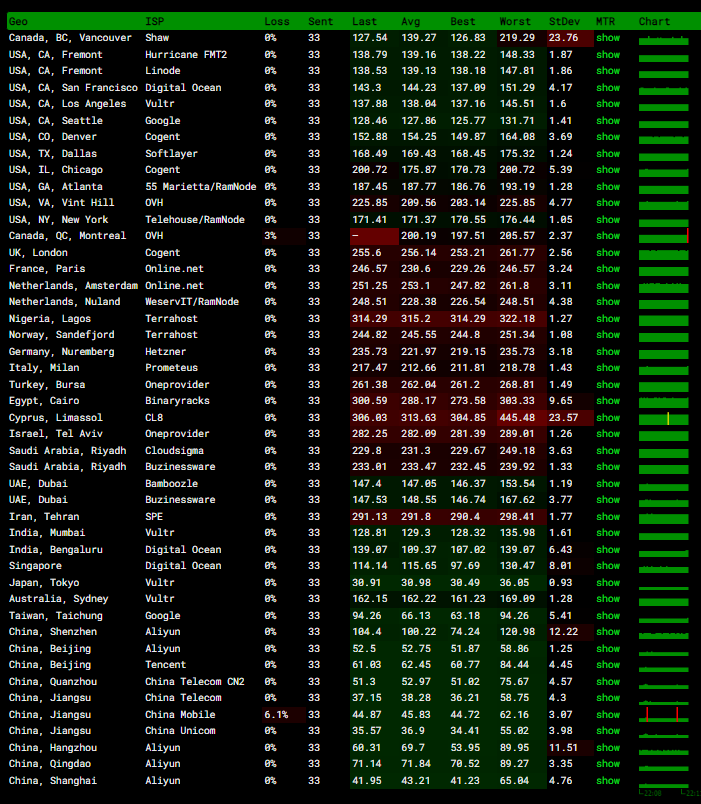 Geo ISP Loss Sent Last Avg Best Worst StDev MTR Chart
Canada, BC, Vancouver Shaw 0% 33 127.54 139.27 126.83 219.29 23.76 show
USA, CA, Fremont Hurricane FMT2 0% 33 138.79 139.16 138.22 148.33 1.87 show
USA, CA, Fremont Linode 0% 33 138.53 139.13 138.18 147.81 1.86 show
USA, CA, San Francisco Digital Ocean 0% 33 143.3 144.23 137.09 151.29 4.17 show
USA, CA, Los Angeles Vultr 0% 33 137.88 138.04 137.16 145.51 1.6 show
USA, CA, Seattle Google 0% 33 128.46 127.86 125.77 131.71 1.41 show
USA, CO, Denver Cogent 0% 33 152.88 154.25 149.87 164.08 3.69 show
USA, TX, Dallas Softlayer 0% 33 168.49 169.43 168.45 175.32 1.24 show
USA, IL, Chicago Cogent 0% 33 200.72 175.87 170.73 200.72 5.39 show
USA, GA, Atlanta 55 Marietta/RamNode 0% 33 187.45 187.77 186.76 193.19 1.28 show
USA, VA, Vint Hill OVH 0% 33 225.85 209.56 203.14 225.85 4.77 show
USA, NY, New York Telehouse/RamNode 0% 33 171.41 171.37 170.55 176.44 1.05 show
Canada, QC, Montreal OVH 3% 33 — 200.19 197.51 205.57 2.37 show
UK, London Cogent 0% 33 255.6 256.14 253.21 261.77 2.56 show
France, Paris Online.net 0% 33 246.57 230.6 229.26 246.57 3.24 show
Netherlands, Amsterdam Online.net 0% 33 251.25 253.1 247.82 261.8 3.11 show
Netherlands, Nuland WeservIT/RamNode 0% 33 248.51 228.38 226.54 248.51 4.38 show
Nigeria, Lagos Terrahost 0% 33 314.29 315.2 314.29 322.18 1.27 show
Norway, Sandefjord Terrahost 0% 33 244.82 245.55 244.8 251.34 1.08 show
Germany, Nuremberg Hetzner 0% 33 235.73 221.97 219.15 235.73 3.18 show
Italy, Milan Prometeus 0% 33 217.47 212.66 211.81 218.78 1.43 show
Turkey, Bursa Oneprovider 0% 33 261.38 262.04 261.2 268.81 1.49 show
Egypt, Cairo Binaryracks 0% 33 300.59 288.17 273.58 303.33 9.65 show
Cyprus, Limassol CL8 0% 33 306.03 313.63 304.85 445.48 23.57 show
Israel, Tel Aviv Oneprovider 0% 33 282.25 282.09 281.39 289.01 1.26 show
Saudi Arabia, Riyadh Cloudsigma 0% 33 229.8 231.3 229.67 249.18 3.63 show
Saudi Arabia, Riyadh Buzinessware 0% 33 233.01 233.47 232.45 239.92 1.33 show
UAE, Dubai Bamboozle 0% 33 147.4 147.05 146.37 153.54 1.19 show
UAE, Dubai Buzinessware 0% 33 147.53 148.55 146.74 167.62 3.77 show
Iran, Tehran SPE 0% 33 291.13 291.8 290.4 298.41 1.77 show
India, Mumbai Vultr 0% 33 128.81 129.3 128.32 135.98 1.61 show
India, Bengaluru Digital Ocean 0% 33 139.07 109.37 107.02 139.07 6.43 show
Singapore Digital Ocean 0% 33 114.14 115.65 97.69 130.47 8.01 show
Japan, Tokyo Vultr 0% 33 30.91 30.98 30.49 36.05 0.93 show
Australia, Sydney Vultr 0% 33 162.15 162.22 161.23 169.09 1.28 show
Taiwan, Taichung Google 0% 33 94.26 66.13 63.18 94.26 5.41 show
China, Shenzhen Aliyun 0% 33 104.4 100.22 74.24 120.98 12.22 show
China, Beijing Aliyun 0% 33 52.5 52.75 51.87 58.86 1.25 show
China, Beijing Tencent 0% 33 61.03 62.45 60.77 84.44 4.45 show
China, Quanzhou China Telecom CN2 0% 33 51.3 52.97 51.02 75.67 4.57 show
China, Jiangsu China Telecom 0% 33 37.15 38.28 36.21 58.75 4.3 show
China, Jiangsu China Mobile 6.1% 33 44.87 45.83 44.72 62.16 3.07 show
China, Jiangsu China Unicom 0% 33 35.57 36.9 34.41 55.02 3.98 show
China, Hangzhou Aliyun 0% 33 60.31 69.7 53.95 89.95 11.51 show
China, Qingdao Aliyun 0% 33 71.14 71.84 70.52 89.27 3.35 show
China, Shanghai Aliyun 0% 33 41.95 43.21 41.23 65.04 4.76 show